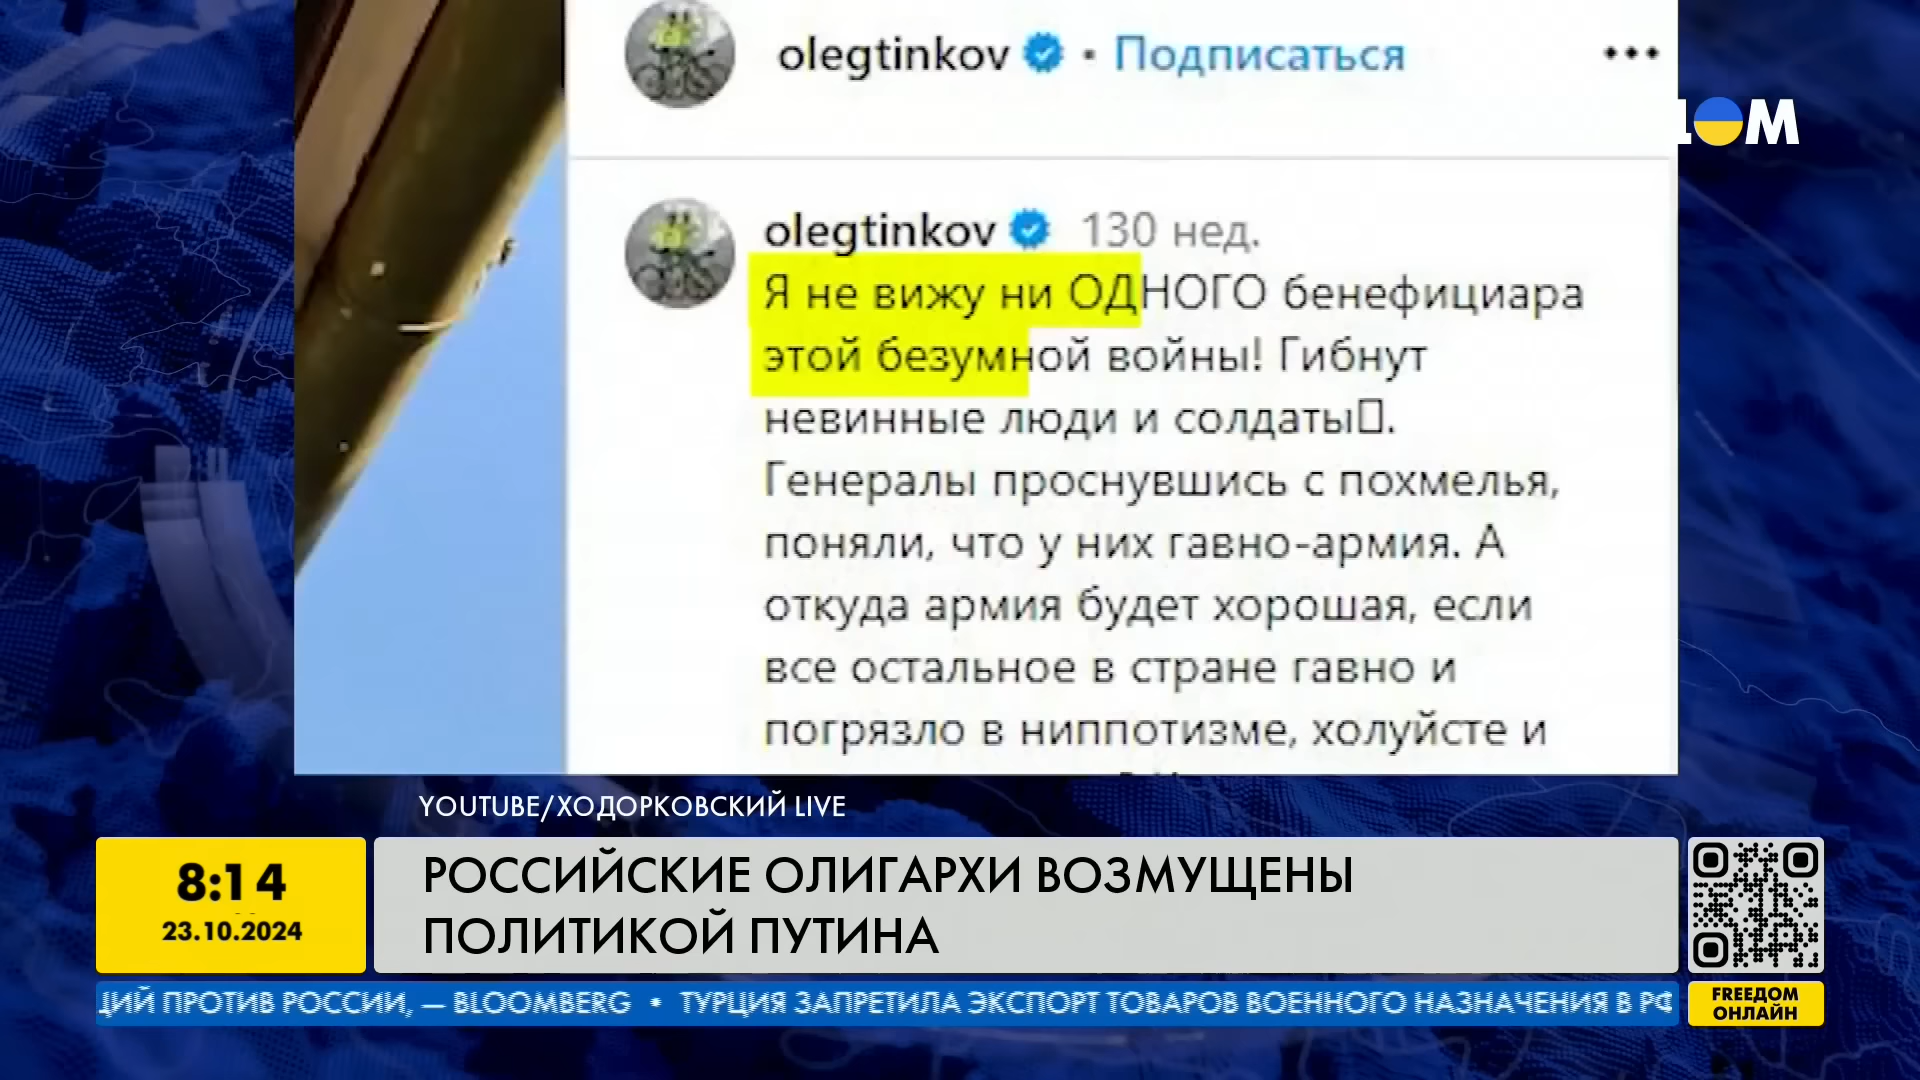 olegtinkov • Подписаться
ОМ
olegtinkov 130 нед.
Я не вижу ни ОДНОГО бенефициара
этой безумной войны! Гибнут
невинные люди и солдаты▯.
Генералы проснувшись с похмелья,
поняли, что у них гавно-армия. А
откуда армия будет хорошая, если
все остальное в стране гавно и
погрязло в ниппотизме, холуйсте и
YOUTUBE/ХОДОРКОВСКИЙ LIVE
8:14
23.10.2024
РОССИЙСКИЕ ОЛИГАРХИ ВОЗМУЩЕНЫ
ПОЛИТИКОЙ ПУТИНА
ЦИЙ ПРОТИВ РОССИИ, — BLOOMBERG • ТУРЦИЯ ЗАПРЕТИЛА ЭКСПОРТ ТОВАРОВ ВОЕННОГО НАЗНАЧЕНИЯ В РФ
FREEДОМ
ОНЛАЙН